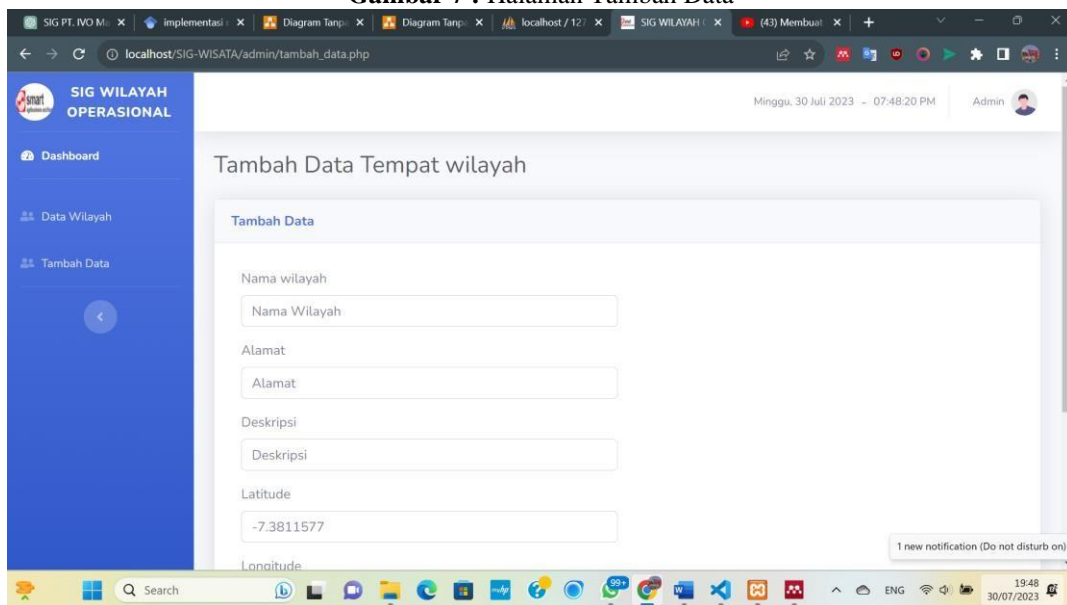 Gambar 7 . Halaman Tambah Data
SIG PT. IVO Ma
implementasi
Diagram Tanp
Diagram Tanp
localhost / 127
SIG WILAYAH
(43) Membuat
localhost/SIG-WISATA/admin/tambah_data.php
smart
SIG WILAYAH
OPERASIONAL
Minggu, 30 Juli 2023 - 07:48:20 PM
Admin
Dashboard
Data Wilayah
Tambah Data
Tambah Data Tempat wilayah
Tambah Data
Nama wilayah
Nama Wilayah
Alamat
Alamat
Deskripsi
Deskripsi
Latitude
-7.3811577
Longitude
1 new notification (Do not disturb on)
Search
99+
ENG
19:48
30/07/2023